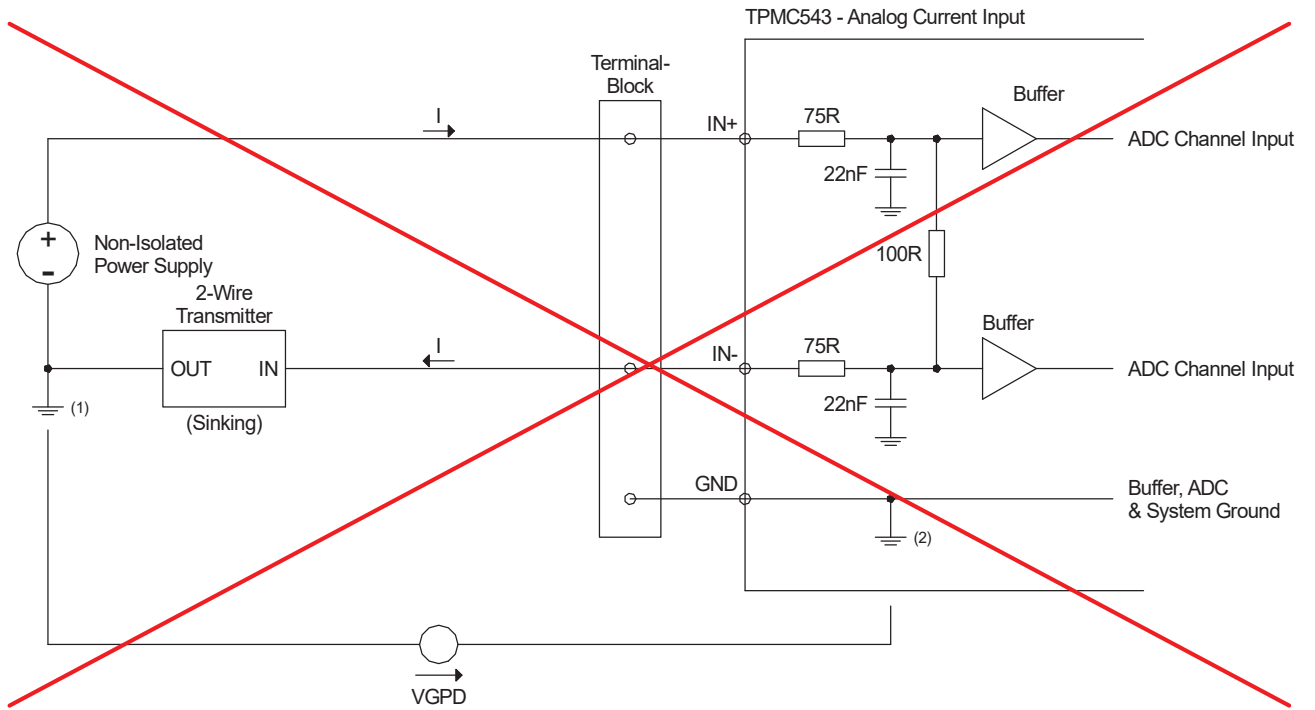 TPMC543 - Analog Current Input
Terminal-
Block
Buffer
I
IN+
75R
ADC Channel Input
22nF
+
-
Non-Isolated
Power Supply
100R
2-Wire
Transmitter
Buffer
I
IN-
75R
OUT
IN
ADC Channel Input
(1)
22nF
(Sinking)
GND
Buffer, ADC
& System Ground
(2)
VGPD